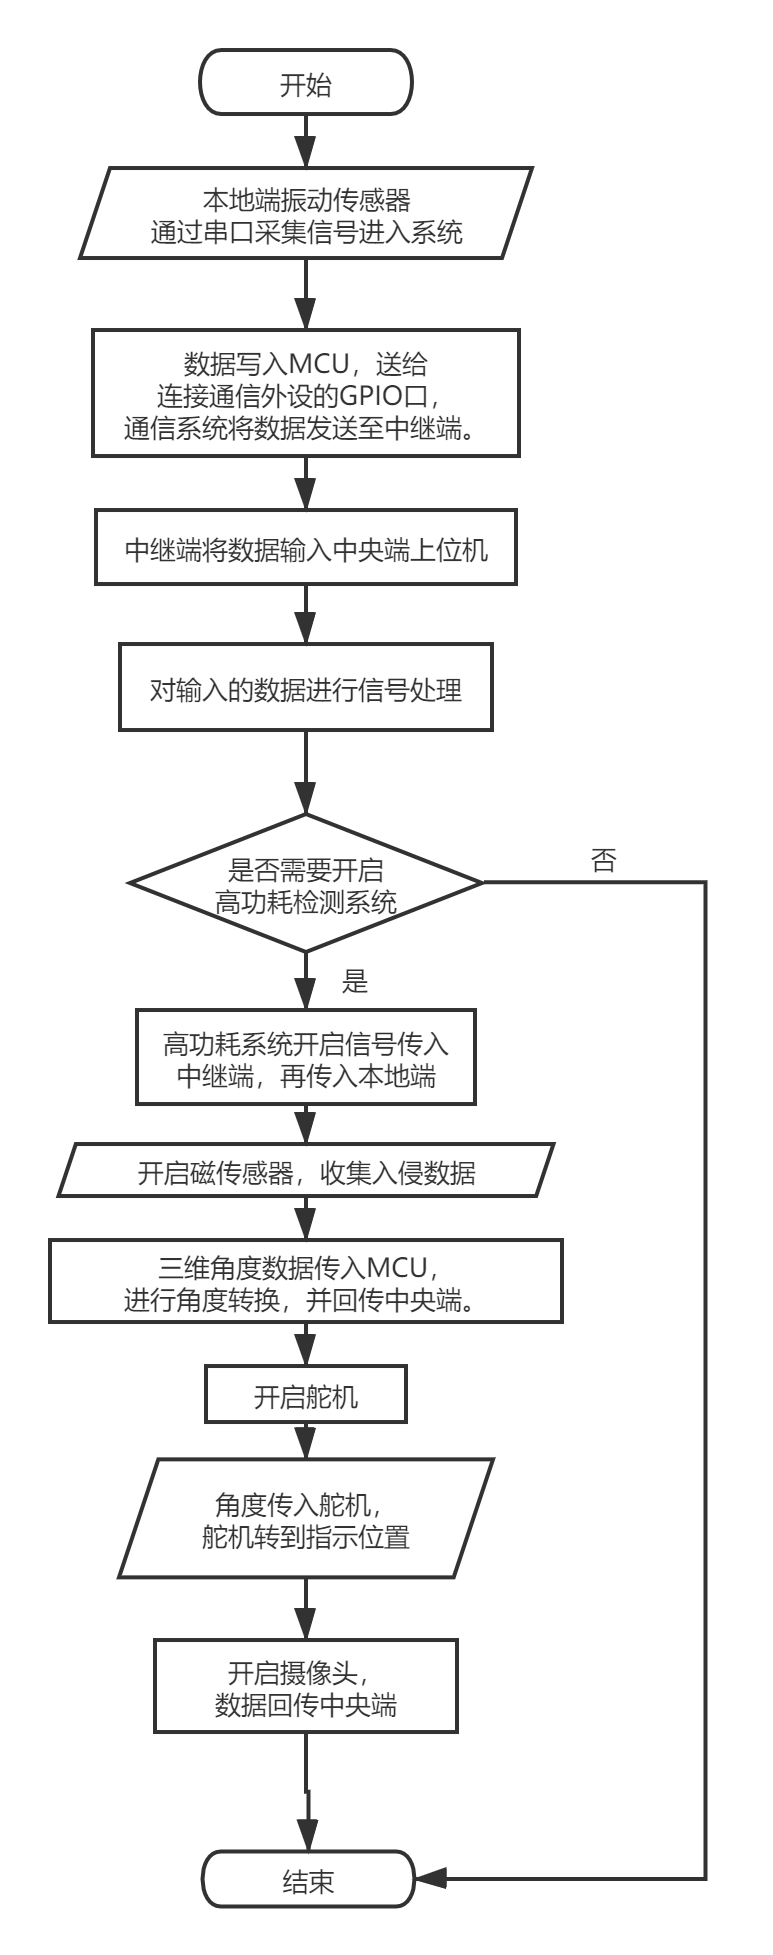 开始
本地端振动传感器
通过串口采集信号进入系统
数据写入MCU，送给
连接通信外设的GPIO口，
通信系统将数据发送至中继端。
中继端将数据输入中央端上位机
对输入的数据进行信号处理
是否需要开启
高功耗检测系统
否
是
高功耗系统开启信号传入
中继端，再传入本地端
开启磁传感器，收集入侵数据
三维角度数据传入MCU，
进行角度转换，并回传中央端。
开启舵机
角度传入舵机，
舵机转到指示位置
开启摄像头，
数据回传中央端
结束